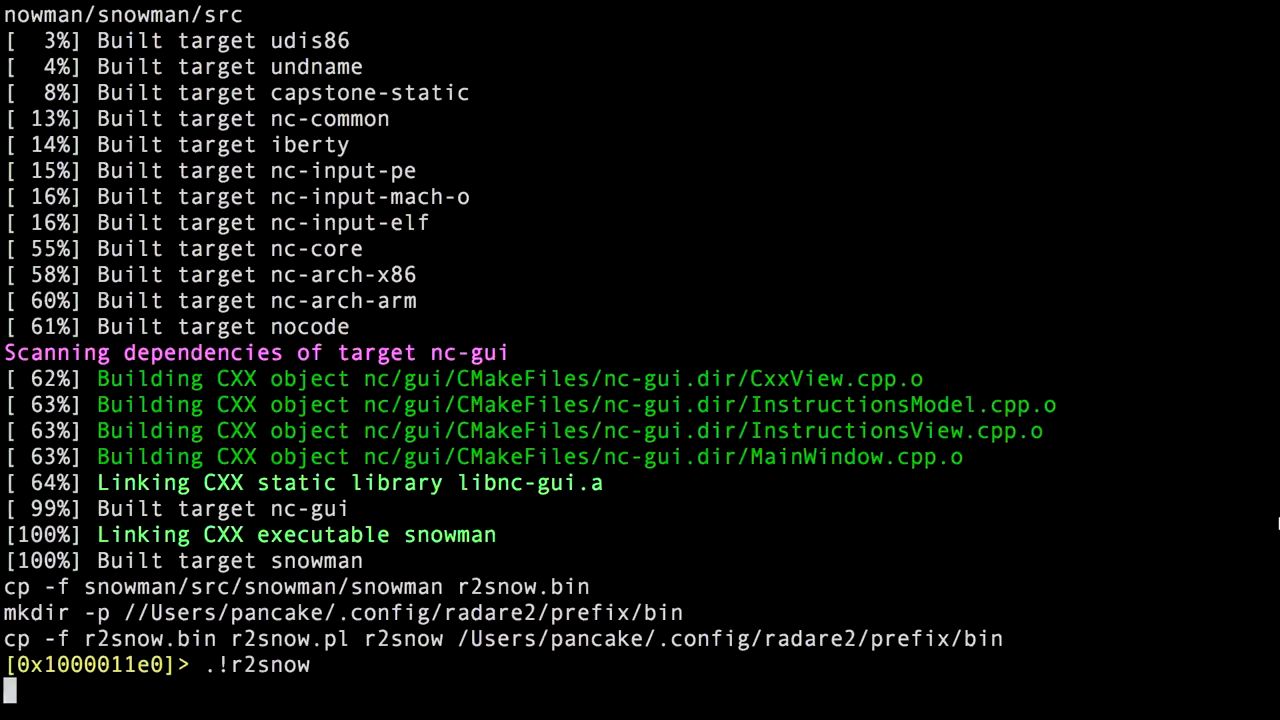 nowman/snowman/src
[  3%] Built target udis86
[  4%] Built target undname
[  8%] Built target capstone-static
[ 13%] Built target nc-common
[ 14%] Built target iberty
[ 15%] Built target nc-input-pe
[ 16%] Built target nc-input-mach-o
[ 16%] Built target nc-input-elf
[ 55%] Built target nc-core
[ 58%] Built target nc-arch-x86
[ 60%] Built target nc-arch-arm
[ 61%] Built target nocode
Scanning dependencies of target nc-gui
[ 62%] Building CXX object nc/gui/CMakeFiles/nc-gui.dir/CxxView.cpp.o
[ 63%] Building CXX object nc/gui/CMakeFiles/nc-gui.dir/InstructionsModel.cpp.o
[ 63%] Building CXX object nc/gui/CMakeFiles/nc-gui.dir/InstructionsView.cpp.o
[ 63%] Building CXX object nc/gui/CMakeFiles/nc-gui.dir/MainWindow.cpp.o
[ 64%] Linking CXX static library libnc-gui.a
[ 99%] Built target nc-gui
[100%] Linking CXX executable snowman
[100%] Built target snowman
cp -f snowman/src/snowman/snowman r2snow.bin
mkdir -p //Users/pancake/.config/radare2/prefix/bin
cp -f r2snow.bin r2snow.pl r2snow /Users/pancake/.config/radare2/prefix/bin
[0x1000011e0]> .!r2snow